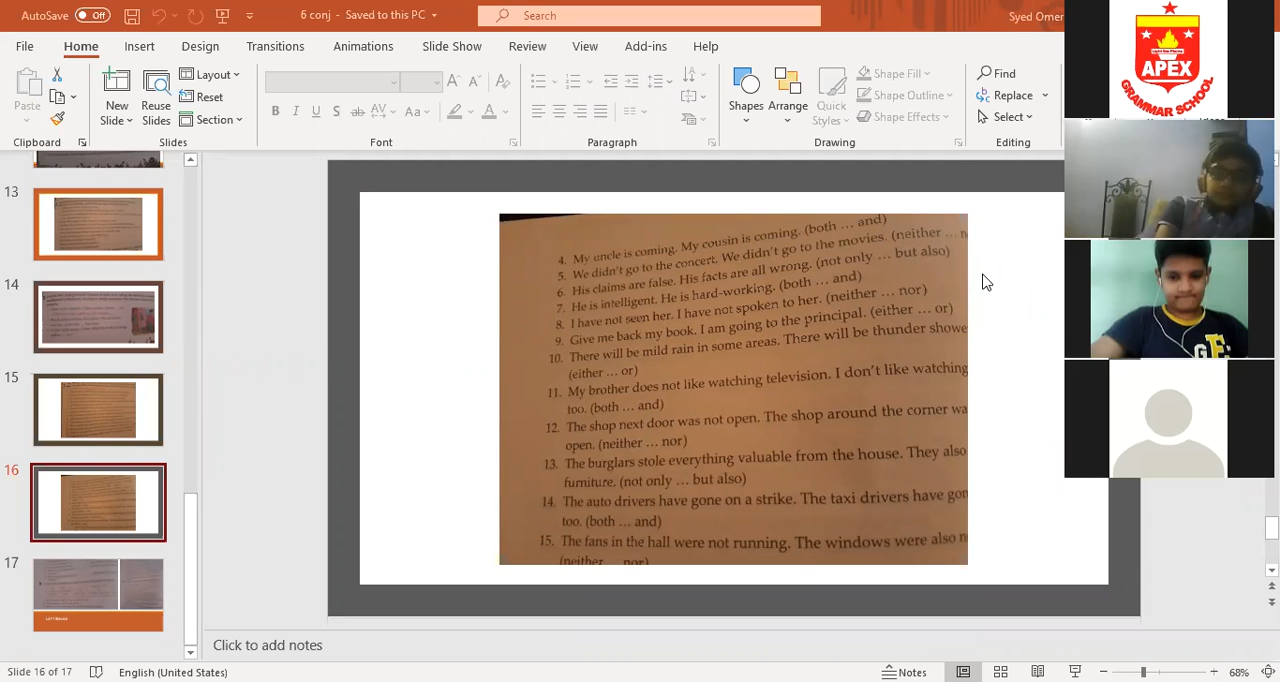 AutoSave Off 6 conj - Saved to this PC Search Syed Omer
File Home Insert Design Transitions Animations Slide Show Review View Add-ins Help
Paste New Slide Reuse Slides Layout Reset Section
B I U S ab AV Aa A
Shapes Arrange Quick Styles Shape Fill Shape Outline Shape Effects
Find Replace Select
Clipboard Slides Font Paragraph Drawing Editing
APEX
GRAMMAR SCHOOL
13
14
15
16
17
4. My uncle is coming. My cousin is coming. (both ... and)
5. We didn't go to the concert. We didn't go to the movies. (neither ...
6. His claims are false. His facts are all wrong. (not only ... but also)
7. He is intelligent. He is hard-working. (both ... and)
8. I have not seen her. I have not spoken to her. (neither ... nor)
9. Give me back my book. I am going to the principal. (either ... or)
10. There will be mild rain in some areas. There will be thunder
(either ... or)
11. My brother does not like watching television. I don't like watching
too. (both ... and)
12. The shop next door was not open. The shop around the corner
open. (neither ... nor)
13. The burglars stole everything valuable from the house. They also
furniture. (not only ... but also)
14. The auto drivers have gone on a strike. The taxi drivers have
too. (both ... and)
15. The fans in the hall were not running. The windows were also
(neither ... nor)
Click to add notes
Slide 16 of 17 English (United States) Notes 68%